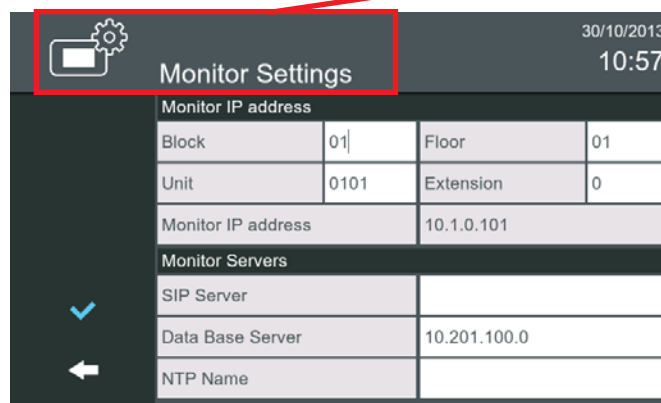 30/10/2013
10:57
Monitor Settings
Monitor IP address
Block 01 Floor 01
Unit 0101 Extension 0
Monitor IP address 10.1.0.101
Monitor Servers
SIP Server
Data Base Server 10.201.100.0
NTP Name